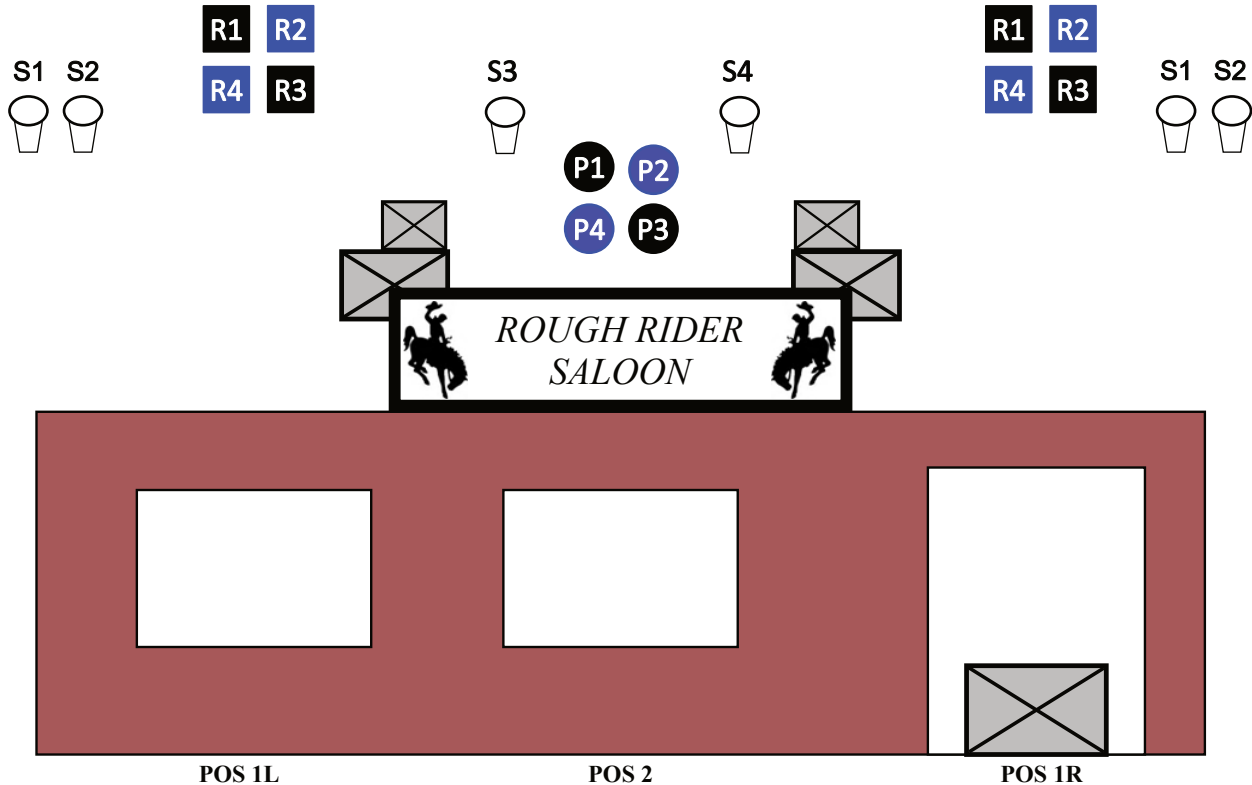 R1 R2 R1 R2
S1 S2 S3 S4 S1 S2
R4 R3 R4 R3
P1 P2
P4 P3
ROUGH RIDER
SALOON
POS 1L POS 2 POS 1R